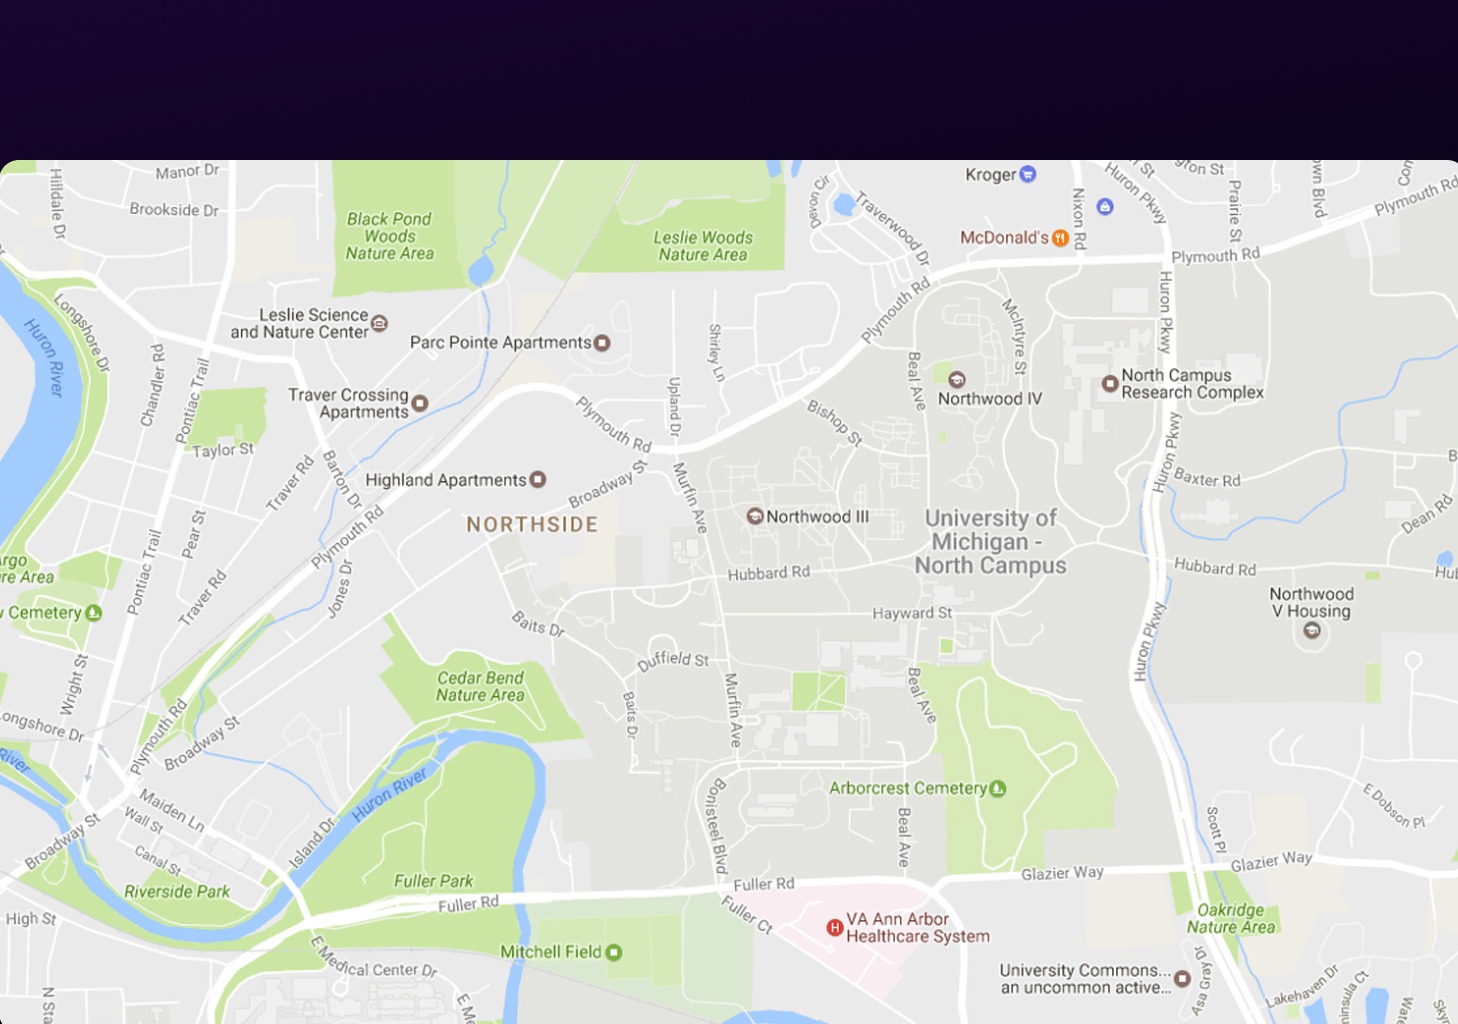 Manor Dr
Hilldale Dr
Brookside Dr
Black Pond
Woods
Nature Area
Leslie Woods
Nature Area
Devon Cir
Traverwood Dr
Kroger
McDonald's
Nixon Rd
Huron Pkwy
Prairie St
Plymouth Rd
Plymouth Rd
Plymouth Rd
Huron Pkwy
Longshore Dr
Huron River
Leslie Science
and Nature Center
Parc Pointe Apartments
Shirley Ln
McIntyre St
Chandler Rd
Pontiac Trail
Traver Crossing
Apartments
Upland Dr
Plymouth Rd
Bishop St
Beal Ave
Northwood IV
North Campus
Research Complex
Taylor St
Traver Rd
Barton Dr
Highland Apartments
Broadway St
Murfin Ave
Huron Pkwy
Baxter Rd
Dean Rd
NORTHSIDE
Northwood III
University of
Michigan -
North Campus
Pear St
Plymouth Rd
Pontiac Trail
Traver Rd
Jones Dr
Hubbard Rd
Hubbard Rd
Hayward St
Northwood
V Housing
Cemetery
Baits Dr
Duffield St
Huron Pkwy
Wright St
Cedar Bend
Nature Area
Baits Dr
Murfin Ave
Beal Ave
Longshore Dr
Plymouth Rd
Broadway St
River
Huron River
Arborcrest Cemetery
Bonisteel Blvd
Beal Ave
E Dobson Pl
Scott Pl
Maiden Ln
Wall St
Broadway St
Canal St
Island Dr
Riverside Park
Fuller Park
Fuller Rd
Fuller Rd
Glazier Way
Glazier Way
Fuller Ct
VA Ann Arbor
Healthcare System
Oakridge
Nature Area
High St
E Medical Center Dr
Mitchell Field
University Commons...
an uncommon active...
Asa Gray Dr
Lakehaven Dr